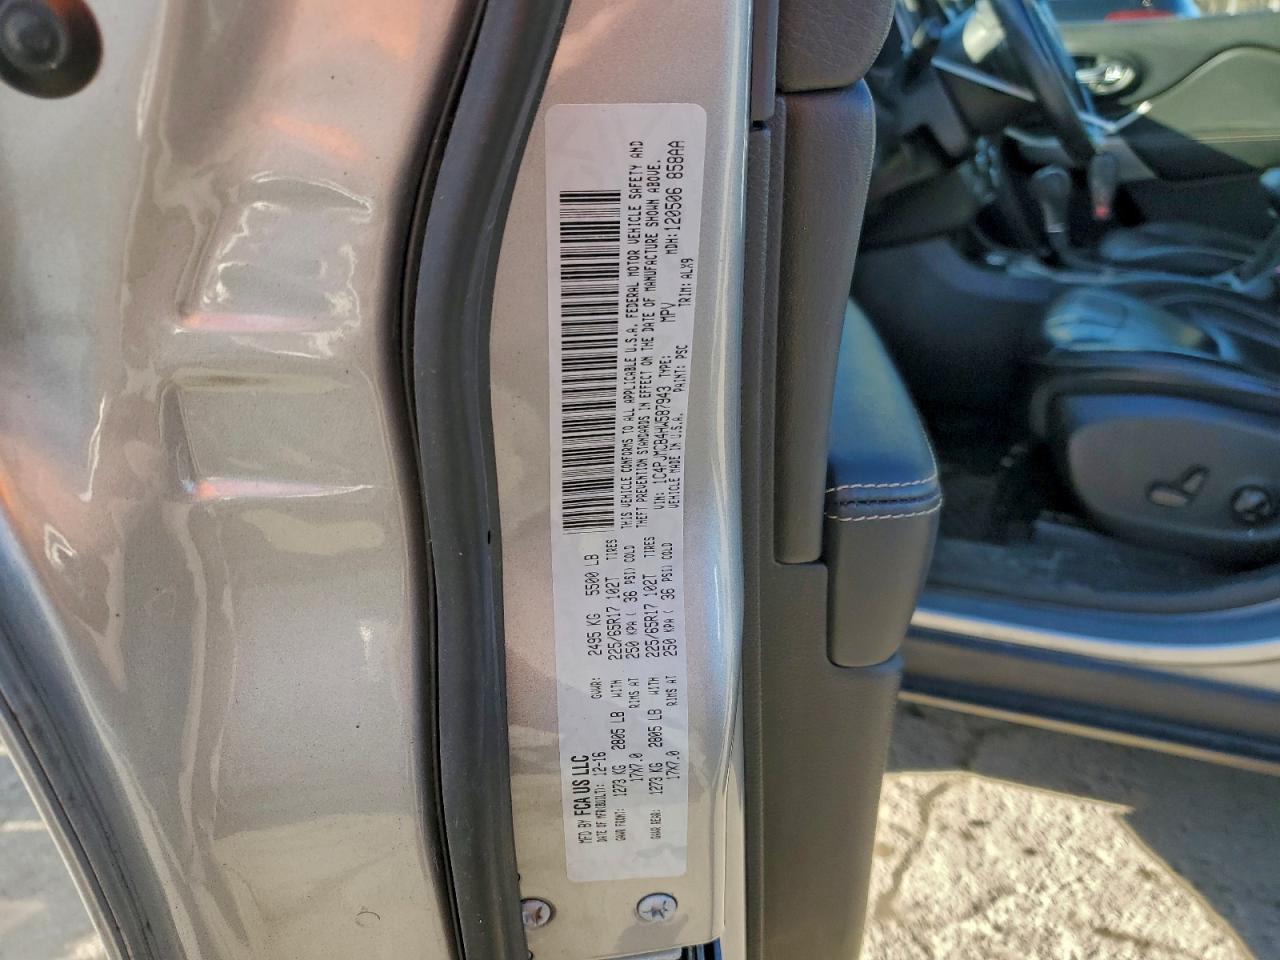 MFD BY FCA US LLC
DATE OF MFR(BUILT): 12-16 GVWR: 2495 KG 5500 LB
GAWR FRONT: 1273 KG 2805 LB WITH 225/65R17 102T TIRES
17X7.0 RIMS AT 250 KPA ( 36 PSI) COLD
GAWR REAR: 1273 KG 2805 LB WITH 225/65R17 102T TIRES
17X7.0 RIMS AT 250 KPA ( 36 PSI) COLD
THIS VEHICLE CONFORMS TO ALL APPLICABLE U.S.A. FEDERAL MOTOR VEHICLE SAFETY AND
THEFT PREVENTION STANDARDS IN EFFECT ON THE DATE OF MANUFACTURE SHOWN ABOVE.
VIN: 1C4PJMCB4HW587943 TYPE: MPV MDH:120506 858AA
VEHICLE MADE IN U.S.A. PAINT: PSC TRIM: ALX9